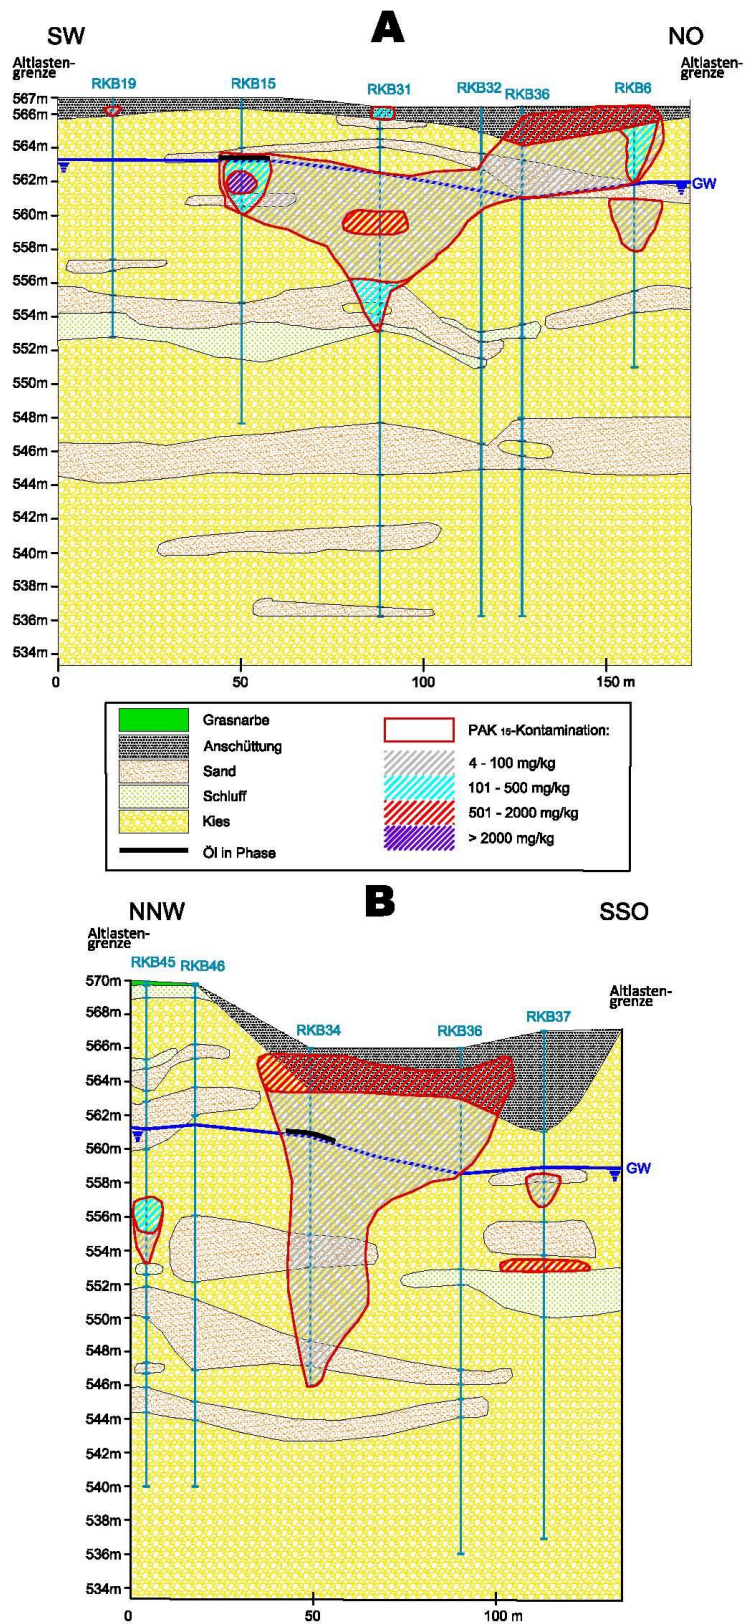 A
SW
NO
Altlasten-
grenze
Altlasten-
grenze
RKB19
RKB15
RKB31
RKB32
RKB36
RKB6
567m
566m
564m
562m
560m
558m
556m
554m
552m
550m
548m
546m
544m
542m
540m
538m
536m
534m
GW
0
50
100
150 m
Grasnarbe
Anschüttung
Sand
Schluff
Kies
Öl in Phase
PAK 15-Kontamination:
4 - 100 mg/kg
101 - 500 mg/kg
501 - 2000 mg/kg
> 2000 mg/kg
B
NNW
SSO
Altlasten-
grenze
Altlasten-
grenze
RKB45
RKB46
RKB34
RKB36
RKB37
570m
568m
566m
564m
562m
560m
558m
556m
554m
552m
550m
548m
546m
544m
542m
540m
538m
536m
534m
GW
0
50
100 m